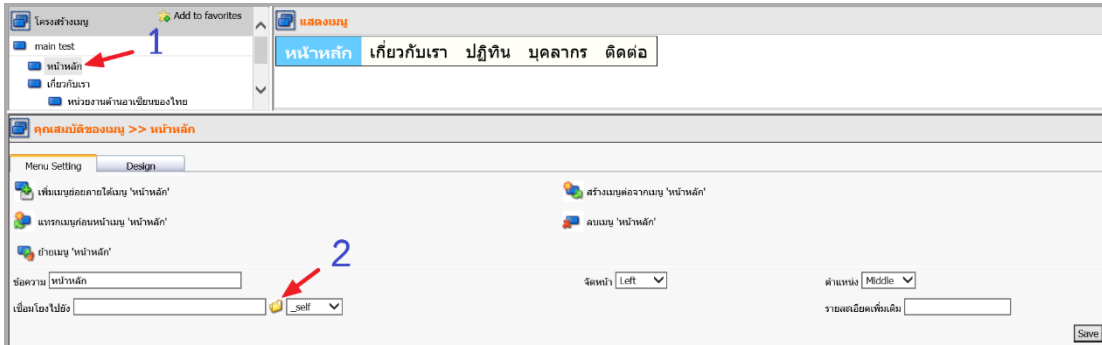 โครงสร้างเมนู
Add to favorites
main test
1
หน้าหลัก
เกี่ยวกับเรา
หน่วยงานด้านอาเซียนของไทย
แสดงเมนู
หน้าหลัก เกี่ยวกับเรา ปฏิทิน บุคลากร ติดต่อ
คุณสมบัติของเมนู >> หน้าหลัก
Menu Setting Design
เพิ่มเมนูย่อยภายใต้เมนู 'หน้าหลัก' สร้างเมนูต่อจากเมนู 'หน้าหลัก'
แทรกเมนูก่อนหน้าเมนู 'หน้าหลัก' ลบเมนู 'หน้าหลัก'
ย้ายเมนู 'หน้าหลัก'
2
ข้อความ หน้าหลัก จัดหน้า Left ตำแหน่ง Middle
เชื่อมโยงไปยัง _self รายละเอียดเพิ่มเติม
Save